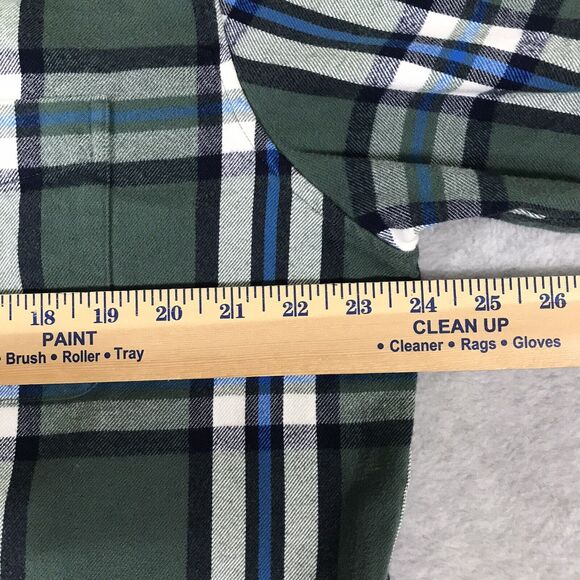 18 19 20 21 22 23 24 25 26
PAINT
• Brush • Roller • Tray
CLEAN UP
• Cleaner • Rags • Gloves